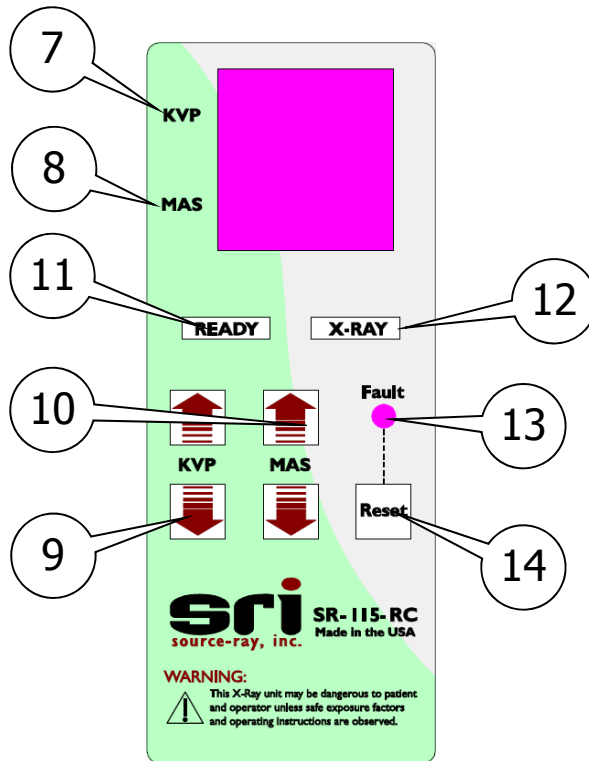 7
KVP
8
MAS
11
READY
X-RAY
12
10
Fault
13
KVP
MAS
9
Reset
14
sri
source-ray, inc.
SR-115-RC
Made in the USA
WARNING:
This X-Ray unit may be dangerous to patient
and operator unless safe exposure factors
and operating instructions are observed.